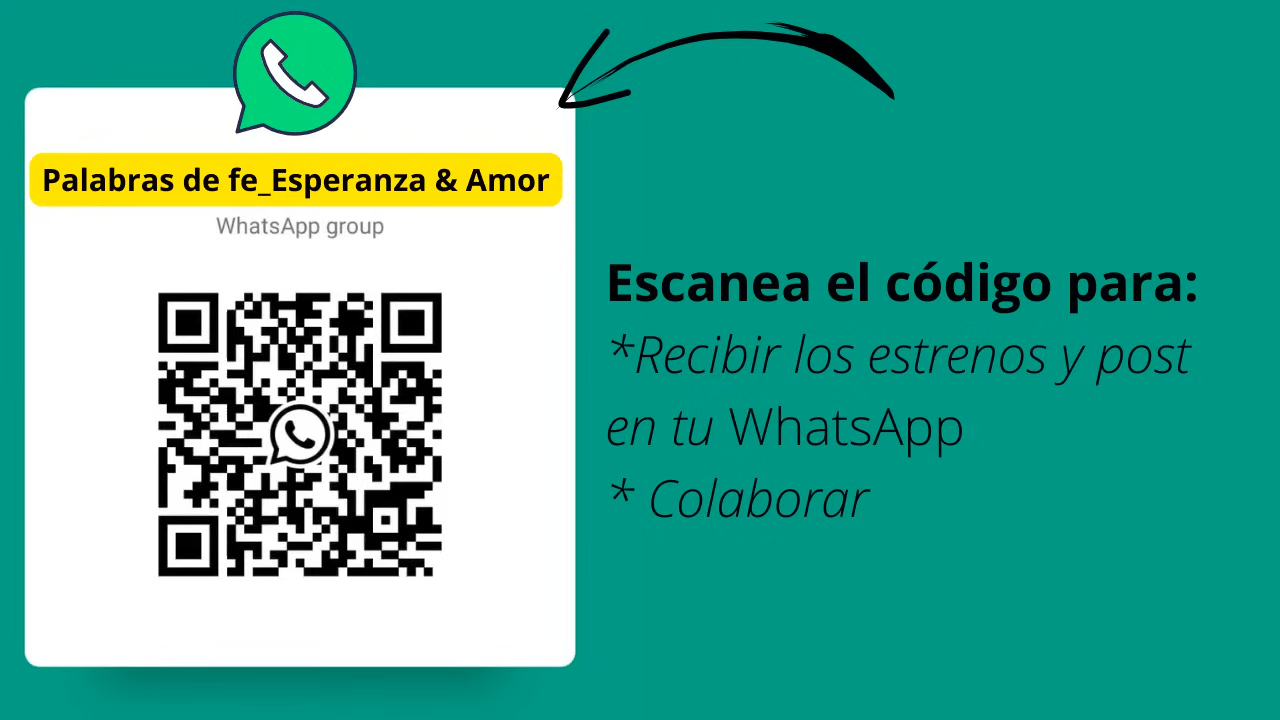 Palabras de fe_Esperanza & Amor
WhatsApp group
Escanea el código para:
*Recibir los estrenos y post
en tu WhatsApp
* Colaborar